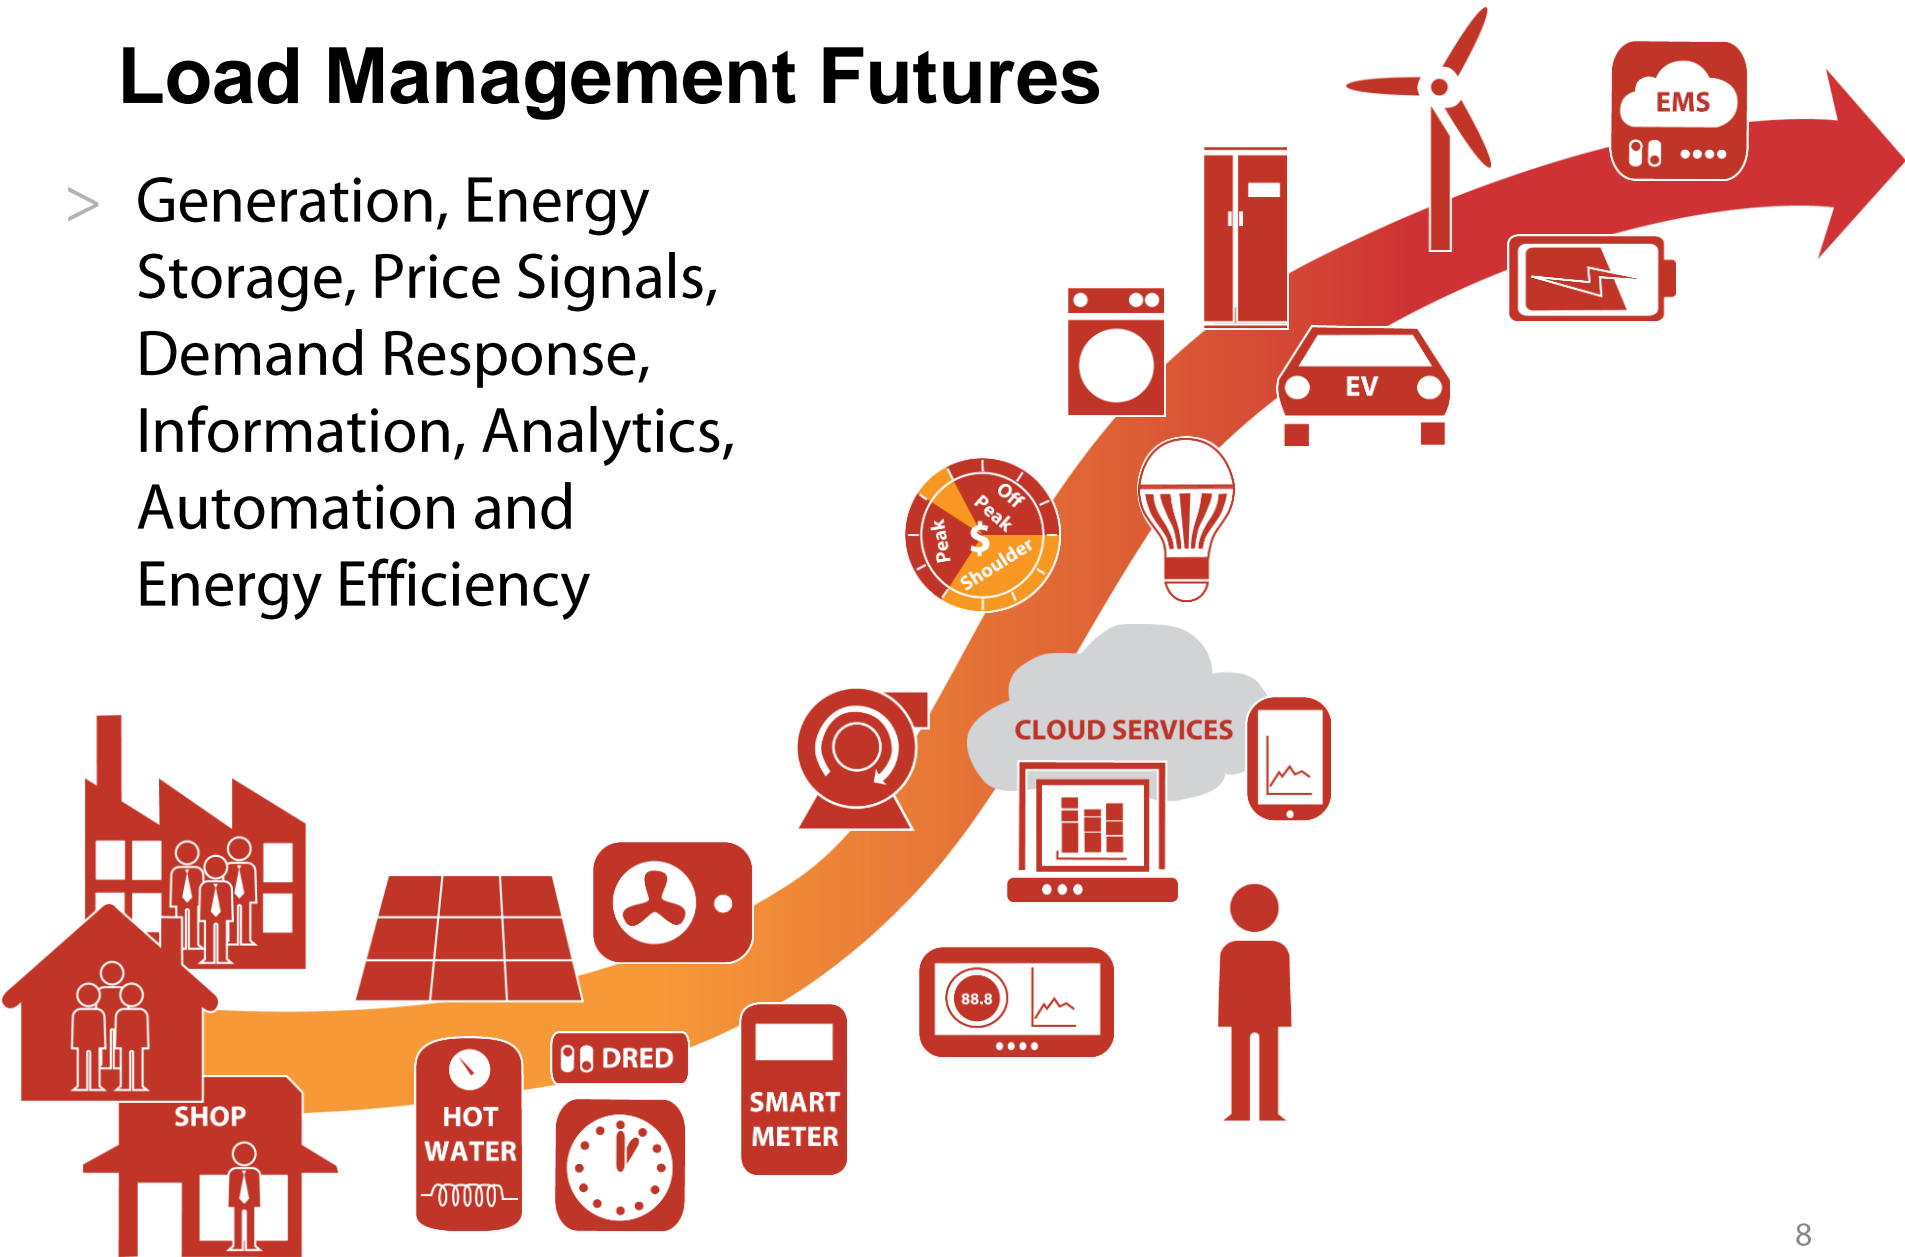 Load Management Futures
> Generation, Energy
Storage, Price Signals,
Demand Response,
Information, Analytics,
Automation and
Energy Efficiency
EMS
EV
Off
Peak
Peak
$
Shoulder
CLOUD SERVICES
88.8
DRED
SHOP
HOT
WATER
SMART
METER
8